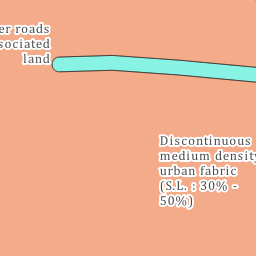 er roads
sociated
land
Discontinuous
medium density
urban fabric
(S.L. : 30% -
50%)